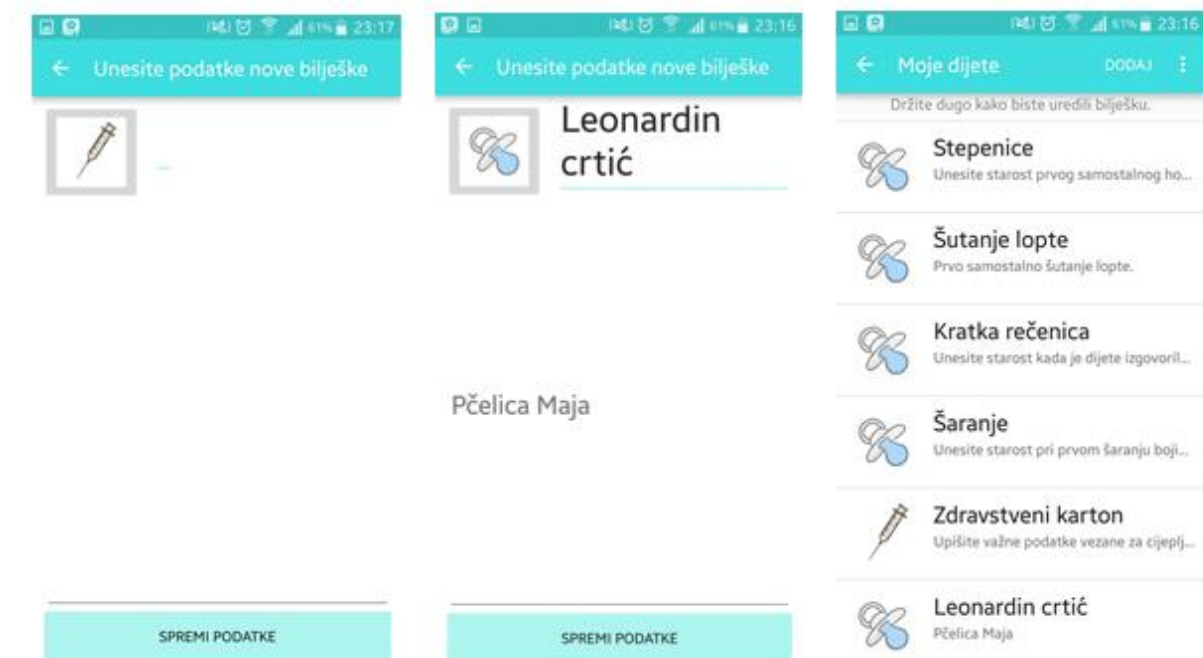 61% 23:17
Unesite podatke nove bilješke
SPREMI PODATKE
61% 23:16
Unesite podatke nove bilješke
Leonardin
crtić
Pčelica Maja
SPREMI PODATKE
61% 23:16
Moje dijete DODAJ
Držite dugo kako biste uredili bilješku.
Stepenice
Unesite starost prvog samostalnog ho...
Šutanje lopte
Prvo samostalno šutanje lopte.
Kratka rečenica
Unesite starost kada je dijete izgovoril...
Šaranje
Unesite starost pri prvom šaranju boji...
Zdravstveni karton
Upišite važne podatke vezane za cijeplj...
Leonardin crtić
Pčelica Maja